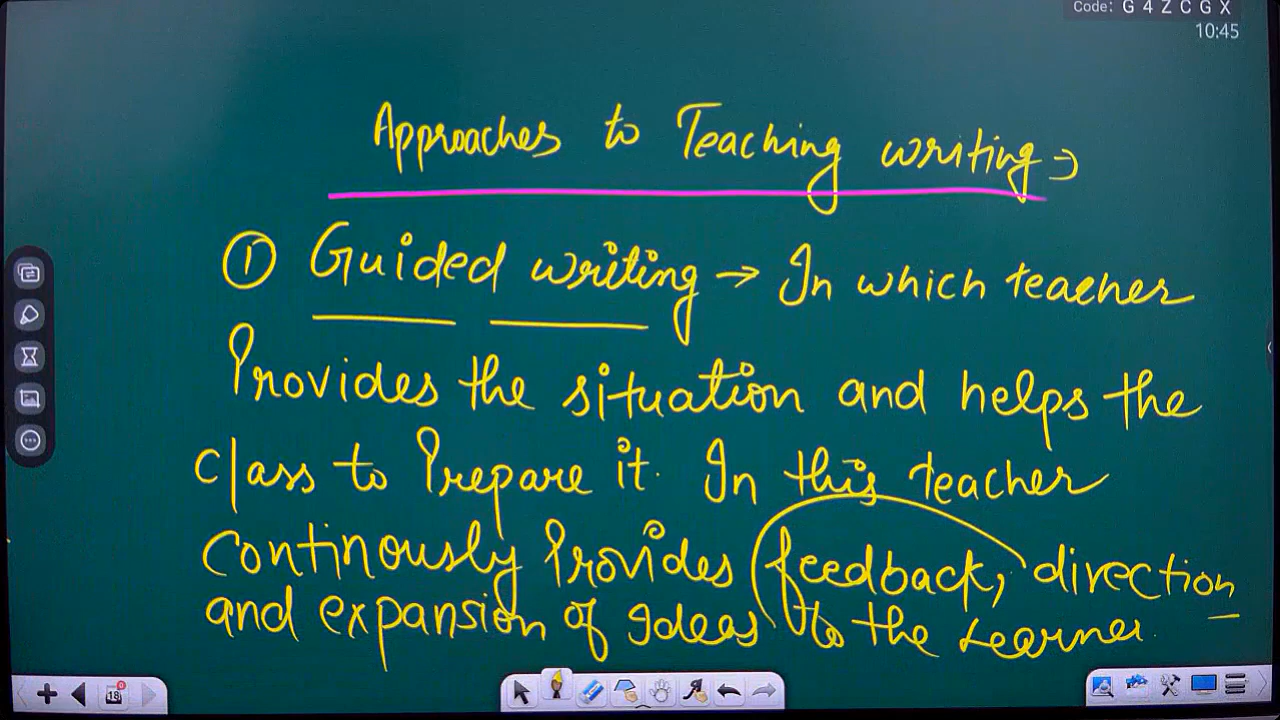 Code: G 4 Z C G X
10:45
Approaches to Teaching writing⇒
① Guided writing → In which teacher
Provides the situation and helps the
class to Prepare it. In this teacher
continously Provides feedback, direction
and expansion of Ideas to the Learner.
18